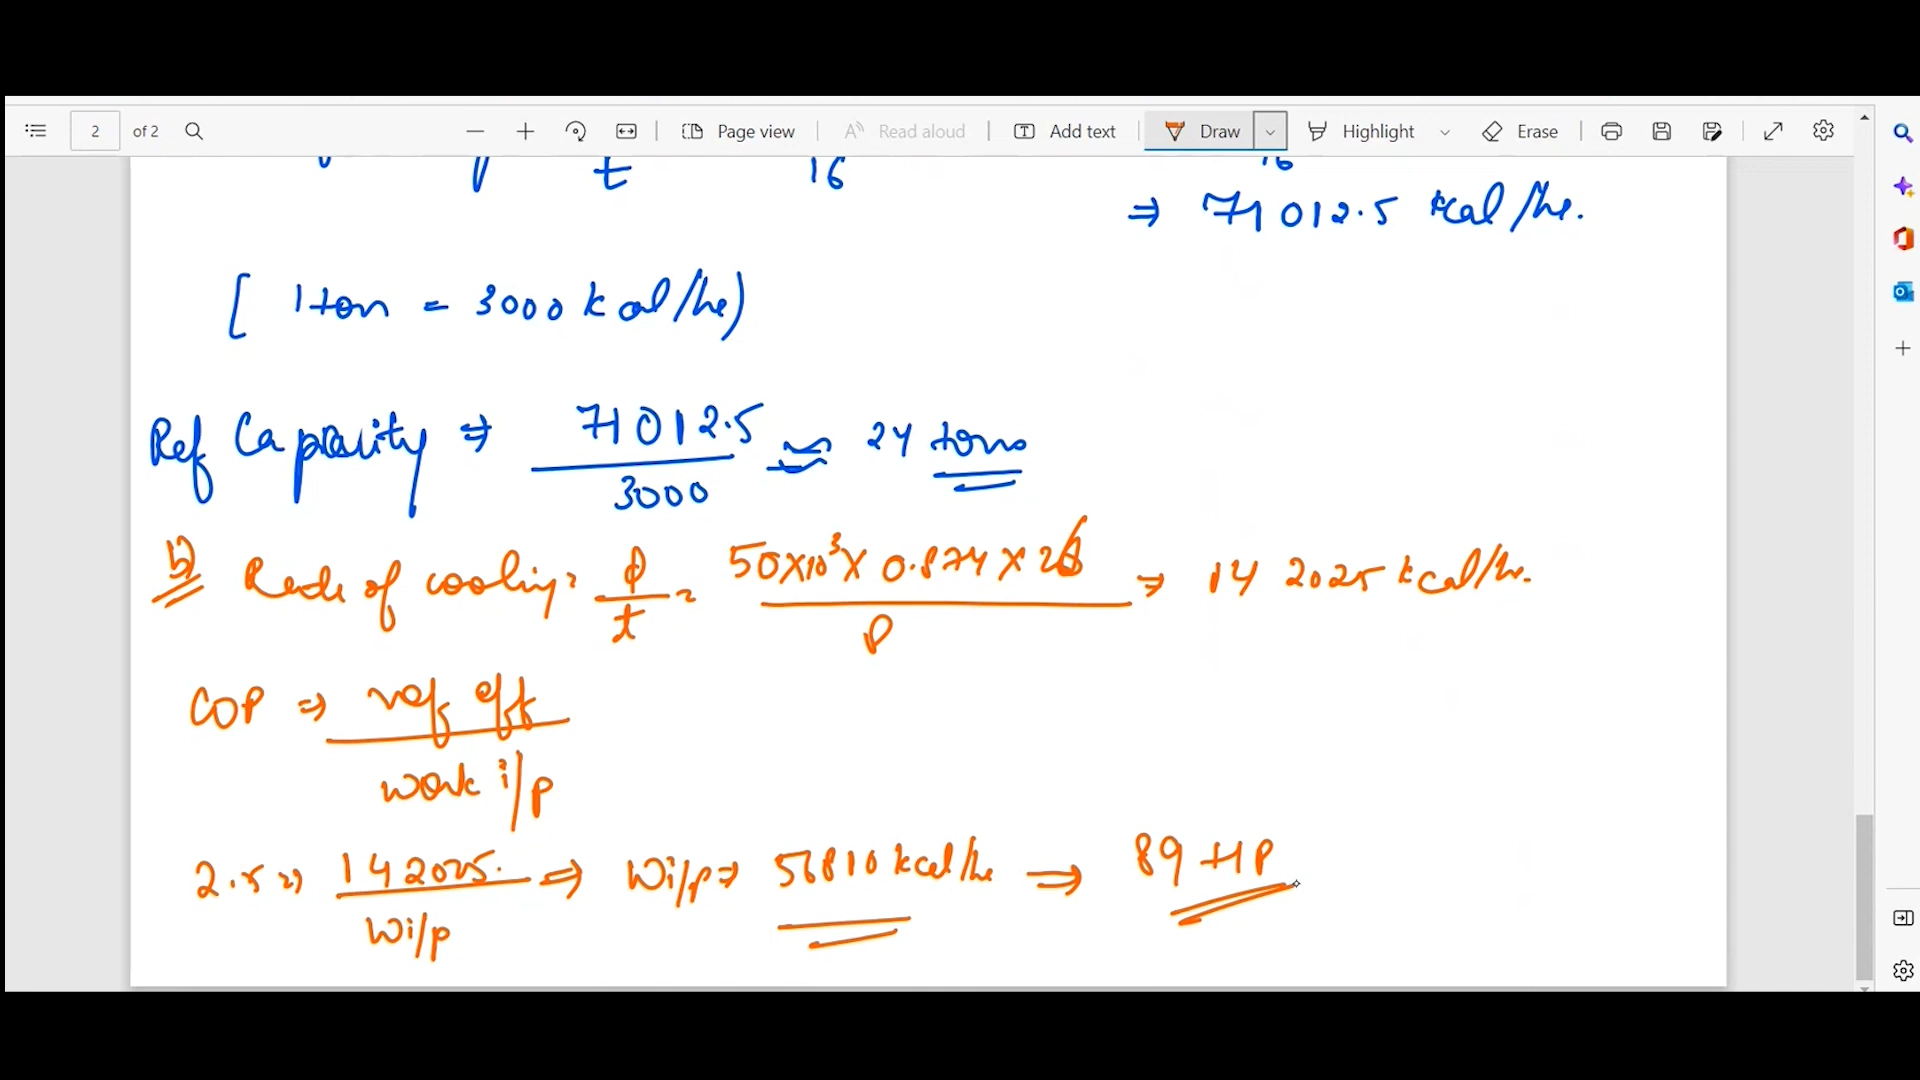 2 of 2 Page view Read aloud Add text Draw Highlight Erase
16
⇒ 71012.5 kcal/hr.
[ 1 ton = 3000 kcal/hr)
Ref Capacity ⇒ 71012.5 / 3000 ≈ 24 tons
b) Rate of cooling = Q/t = 50×10³× 0.874 × 26 / 8 ⇒ 142025 kcal/hr.
COP ⇒ ref eff / work i/p
2.5 ⇒ 142025. / Wi/p ⇒ Wi/p ⇒ 56810 kcal/hr → 89 HP